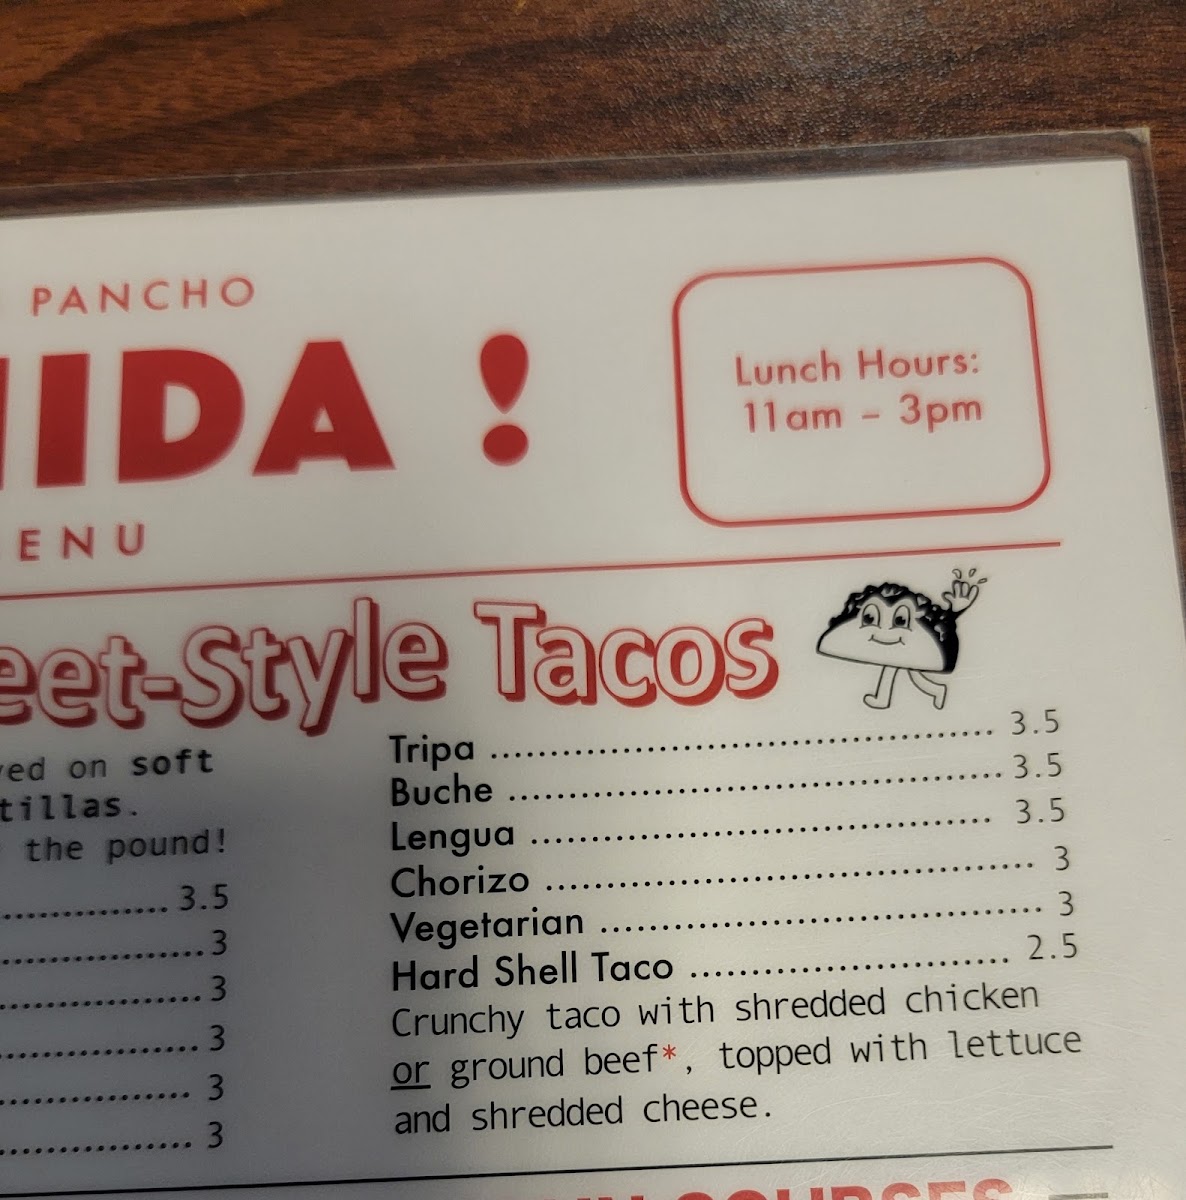 PANCHO
IDA !
ENU
Lunch Hours:
11am – 3pm
eet-Style Tacos
ved on soft
tillas.
the pound!
3.5
3
3
3
3
3
Tripa 3.5
Buche 3.5
Lengua 3.5
Chorizo 3
Vegetarian 3
Hard Shell Taco 2.5
Crunchy taco with shredded chicken
or ground beef*, topped with lettuce
and shredded cheese.